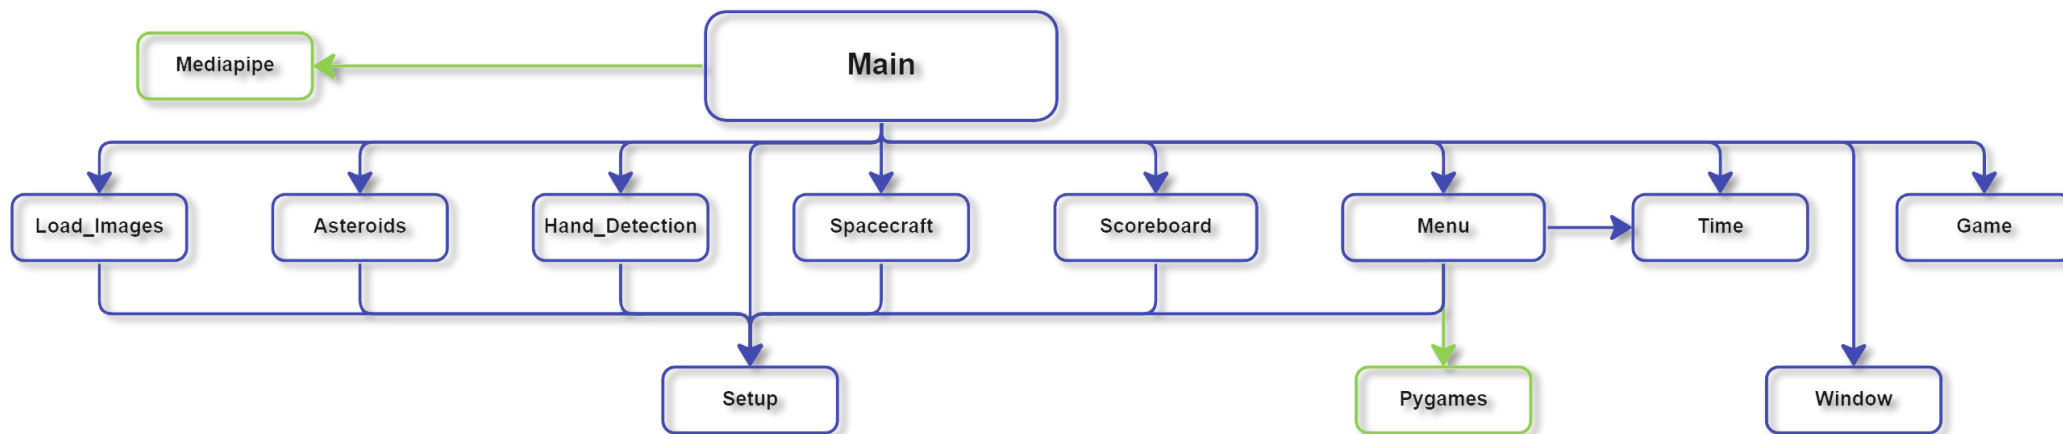 Mediapipe
Main
Load_Images
Asteroids
Hand_Detection
Spacecraft
Scoreboard
Menu
Time
Game
Setup
Pygames
Window